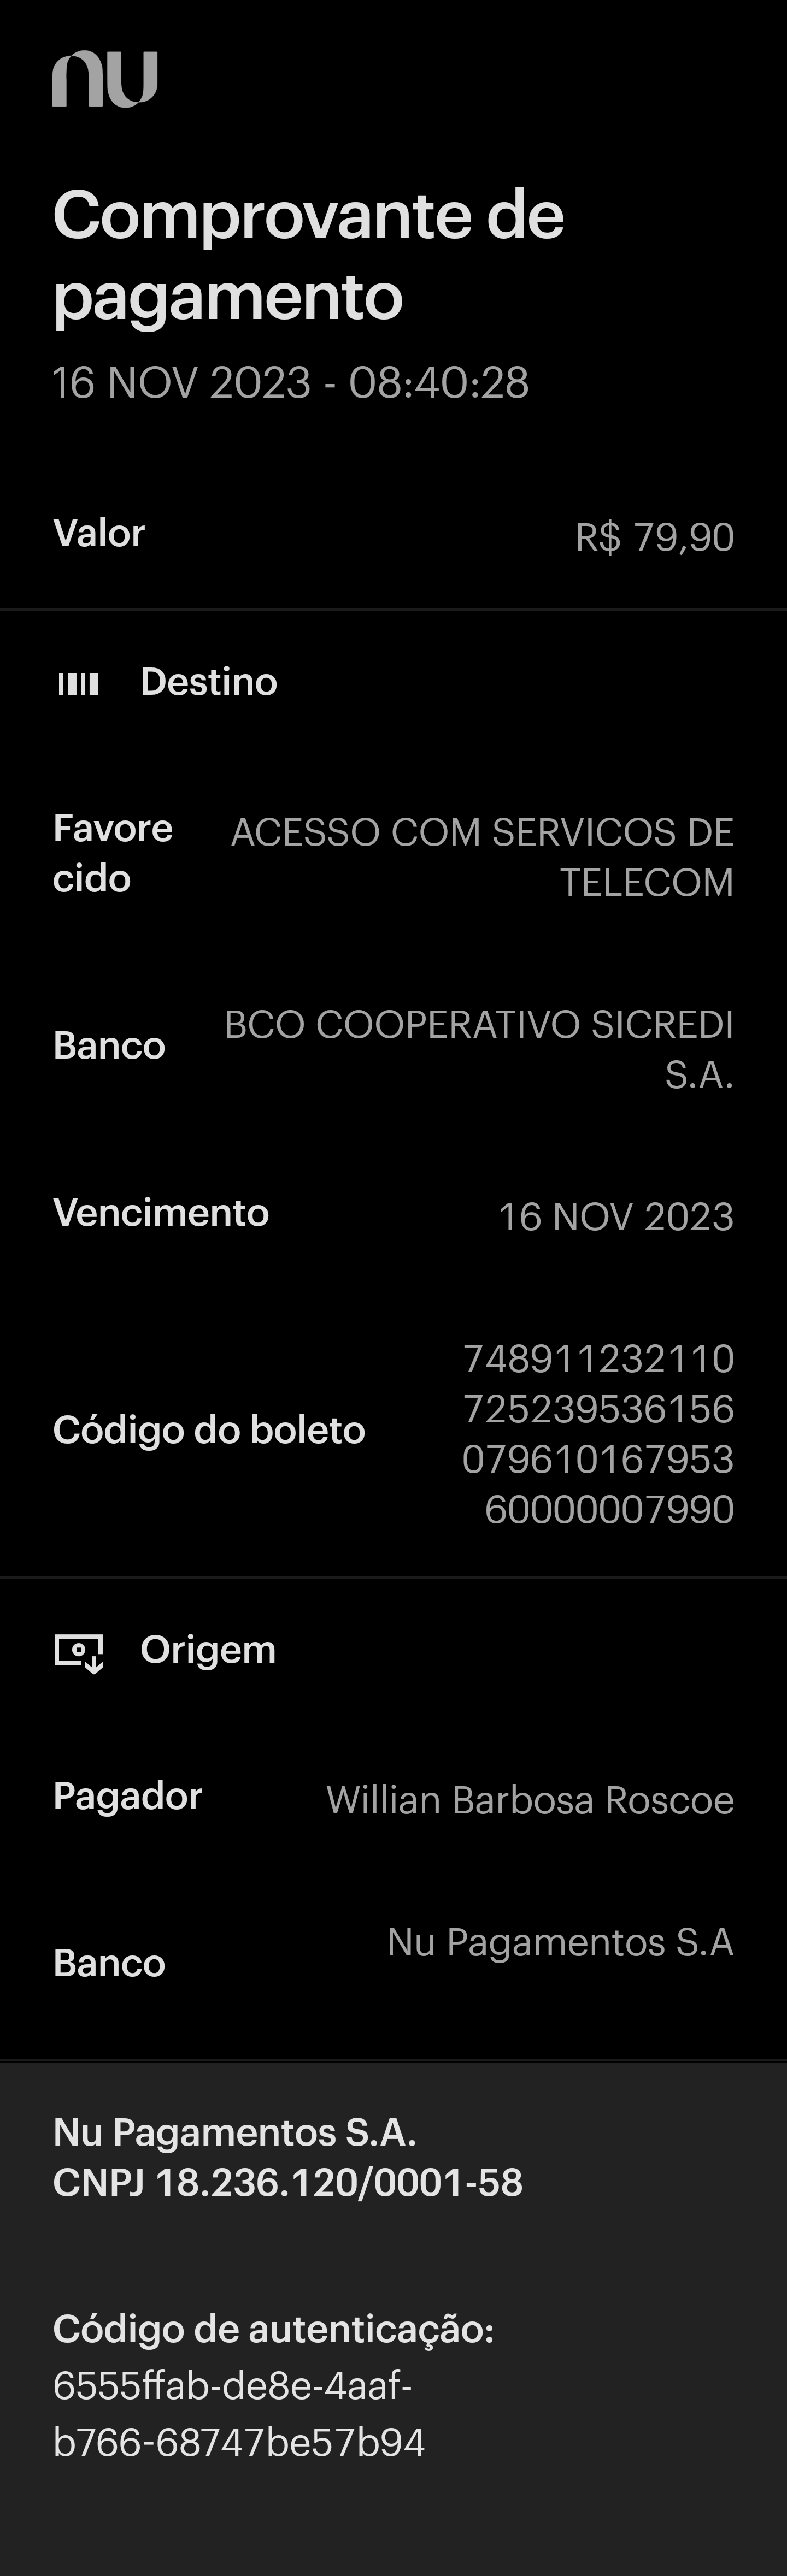 nu
Comprovante de
pagamento
16 NOV 2023 - 08:40:28
Valor
R$ 79,90
Destino
Favore
cido
ACESSO COM SERVICOS DE
TELECOM
Banco
BCO COOPERATIVO SICREDI
S.A.
Vencimento
16 NOV 2023
Código do boleto
748911232110
725239536156
079610167953
60000007990
Origem
Pagador
Willian Barbosa Roscoe
Banco
Nu Pagamentos S.A
Nu Pagamentos S.A.
CNPJ 18.236.120/0001-58
Código de autenticação:
6555ffab-de8e-4aaf-
b766-68747be57b94